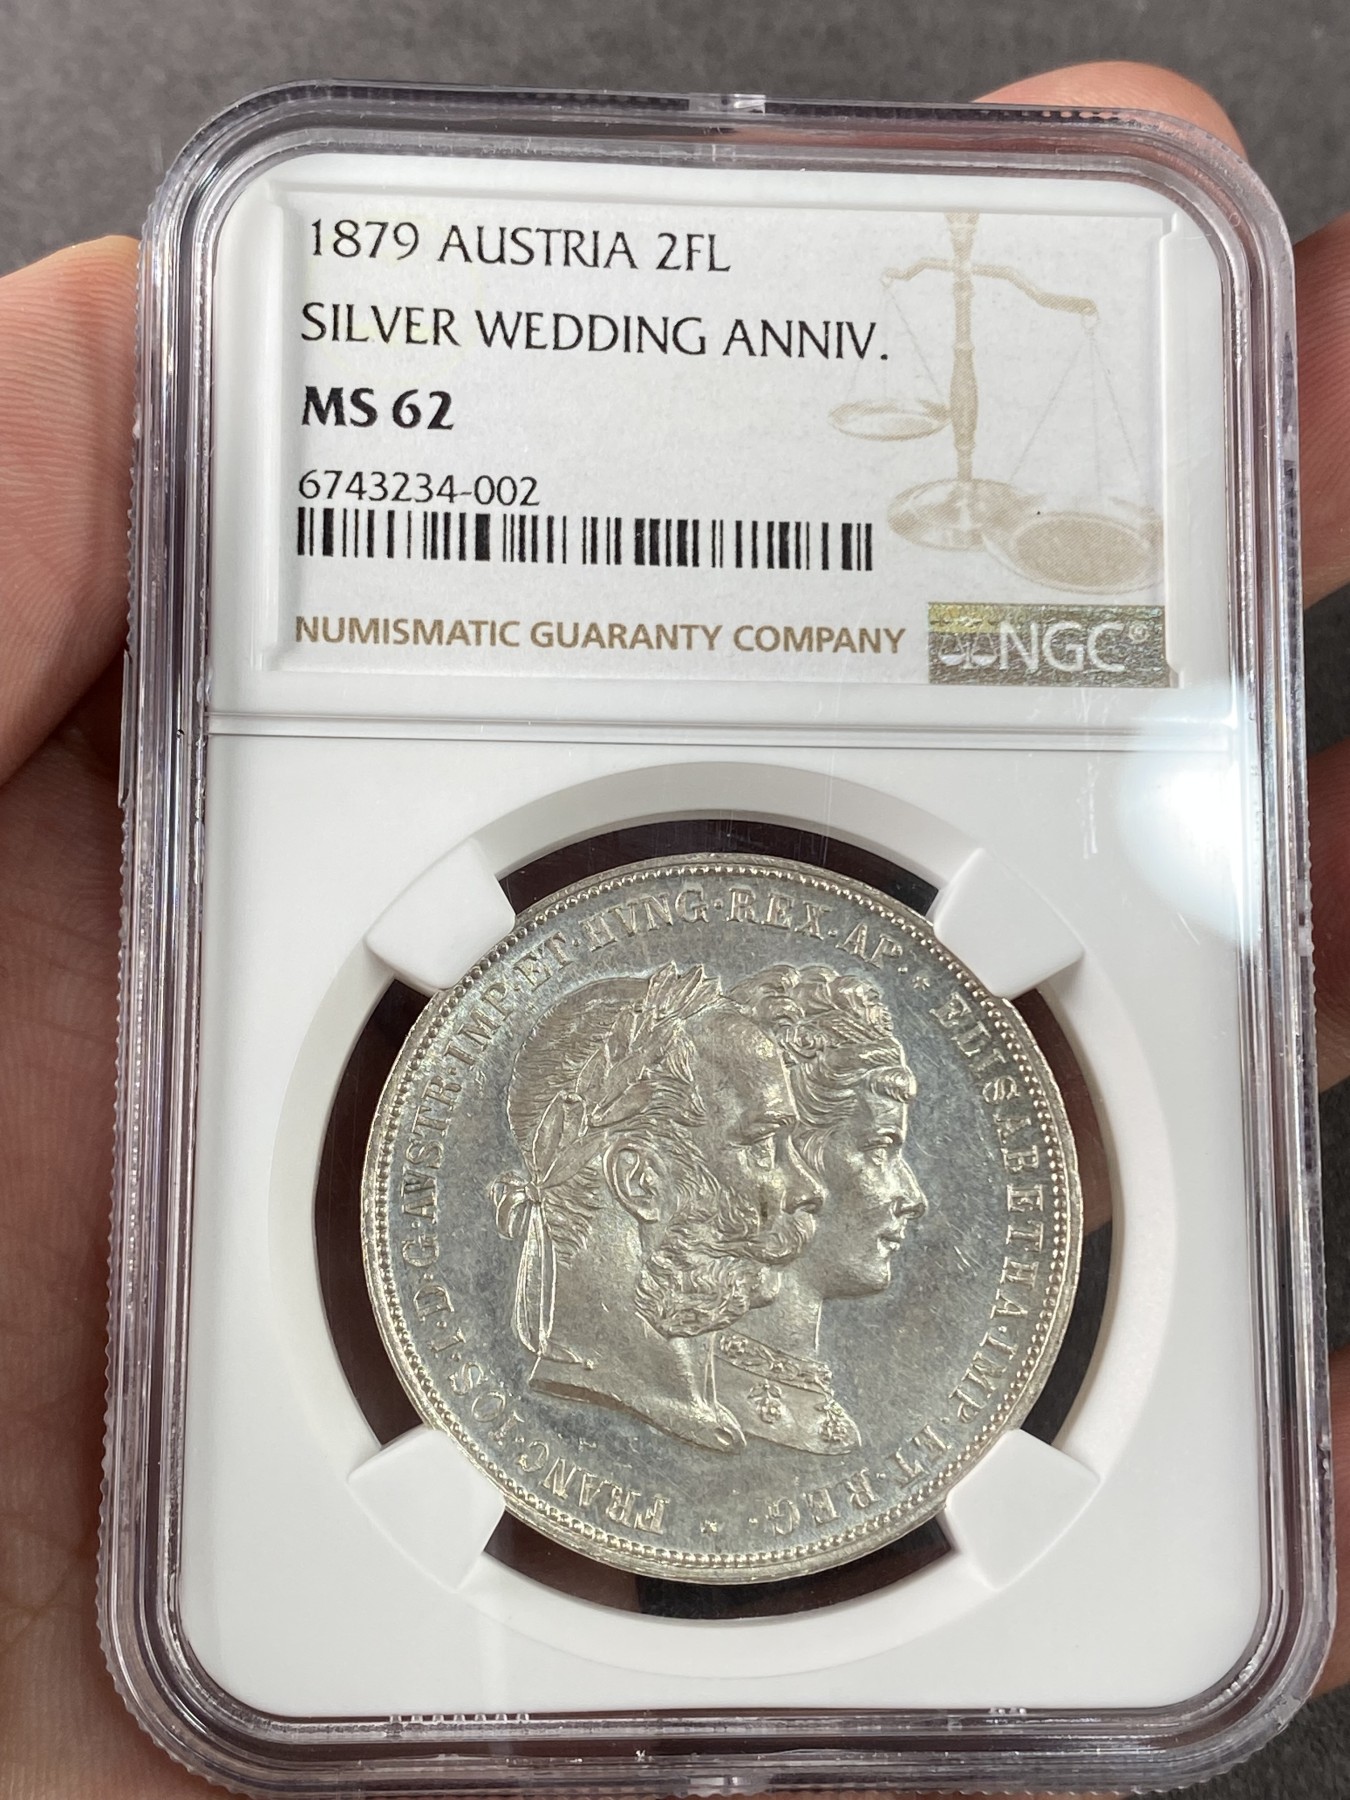 1879 AUSTRIA 2FL
SILVER WEDDING ANNIV.
MS 62
6743234-002
NUMISMATIC GUARANTY COMPANY
NGC®
FRANC·IOS·I·D·G·AVSTR·IMP·ET·HVNG·REX·AP· * ELISABETHA·IMP·ET·REG· *